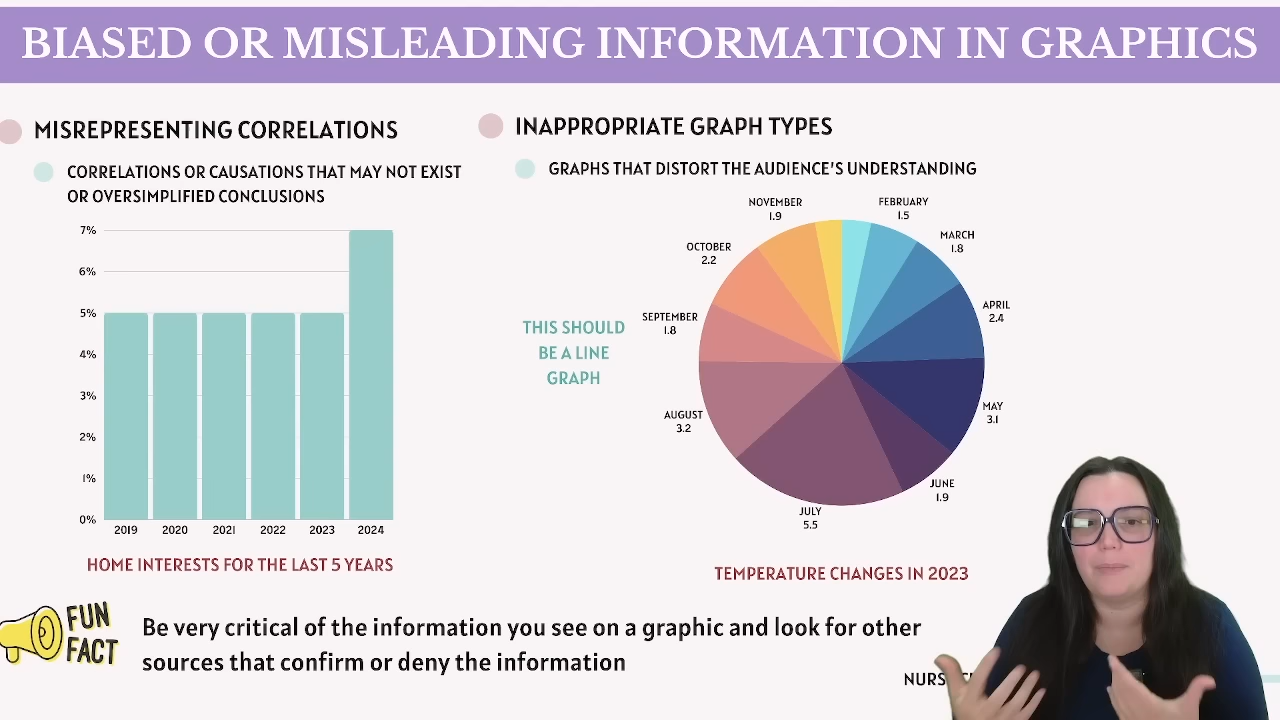 BIASED OR MISLEADING INFORMATION IN GRAPHICS
MISREPRESENTING CORRELATIONS
CORRELATIONS OR CAUSATIONS THAT MAY NOT EXIST
OR OVERSIMPLIFIED CONCLUSIONS
7%
6%
5%
4%
3%
2%
1%
0%
2019 2020 2021 2022 2023 2024
HOME INTERESTS FOR THE LAST 5 YEARS
INAPPROPRIATE GRAPH TYPES
GRAPHS THAT DISTORT THE AUDIENCE'S UNDERSTANDING
THIS SHOULD
BE A LINE
GRAPH
NOVEMBER
1.9
FEBRUARY
1.5
OCTOBER
2.2
MARCH
1.8
SEPTEMBER
1.8
APRIL
2.4
AUGUST
3.2
MAY
3.1
JUNE
1.9
JULY
5.5
TEMPERATURE CHANGES IN 2023
FUN
FACT
Be very critical of the information you see on a graphic and look for other
sources that confirm or deny the information